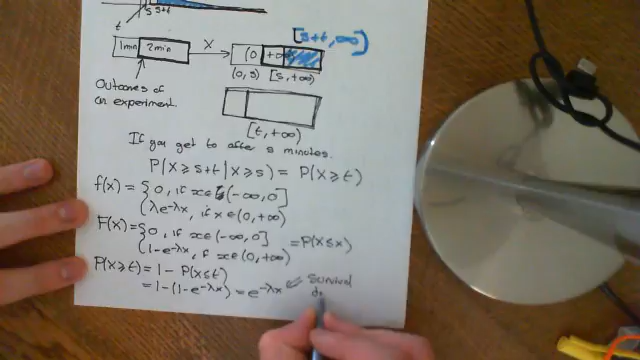 t
s s+t
[s+t, ∞)
1min 2min X (0 +∞
(0, s) [s, +∞)
Outcomes of
an experiment.
[t, +∞)
If you get to after s minutes.
P(X ≥ s+t | X ≥ s) = P(X ≥ t)
f(x) = { 0, if x ∈ (-∞, 0]
λe^-λx, if x ∈ (0, +∞)
F(x) = { 0, if x ∈ (-∞, 0] = P(X ≤ x)
1-e^-λx, if x ∈ (0, +∞)
P(X ≥ t) = 1 - P(X ≤ t)
= 1 - (1 - e^-λx) = e^-λx Survival